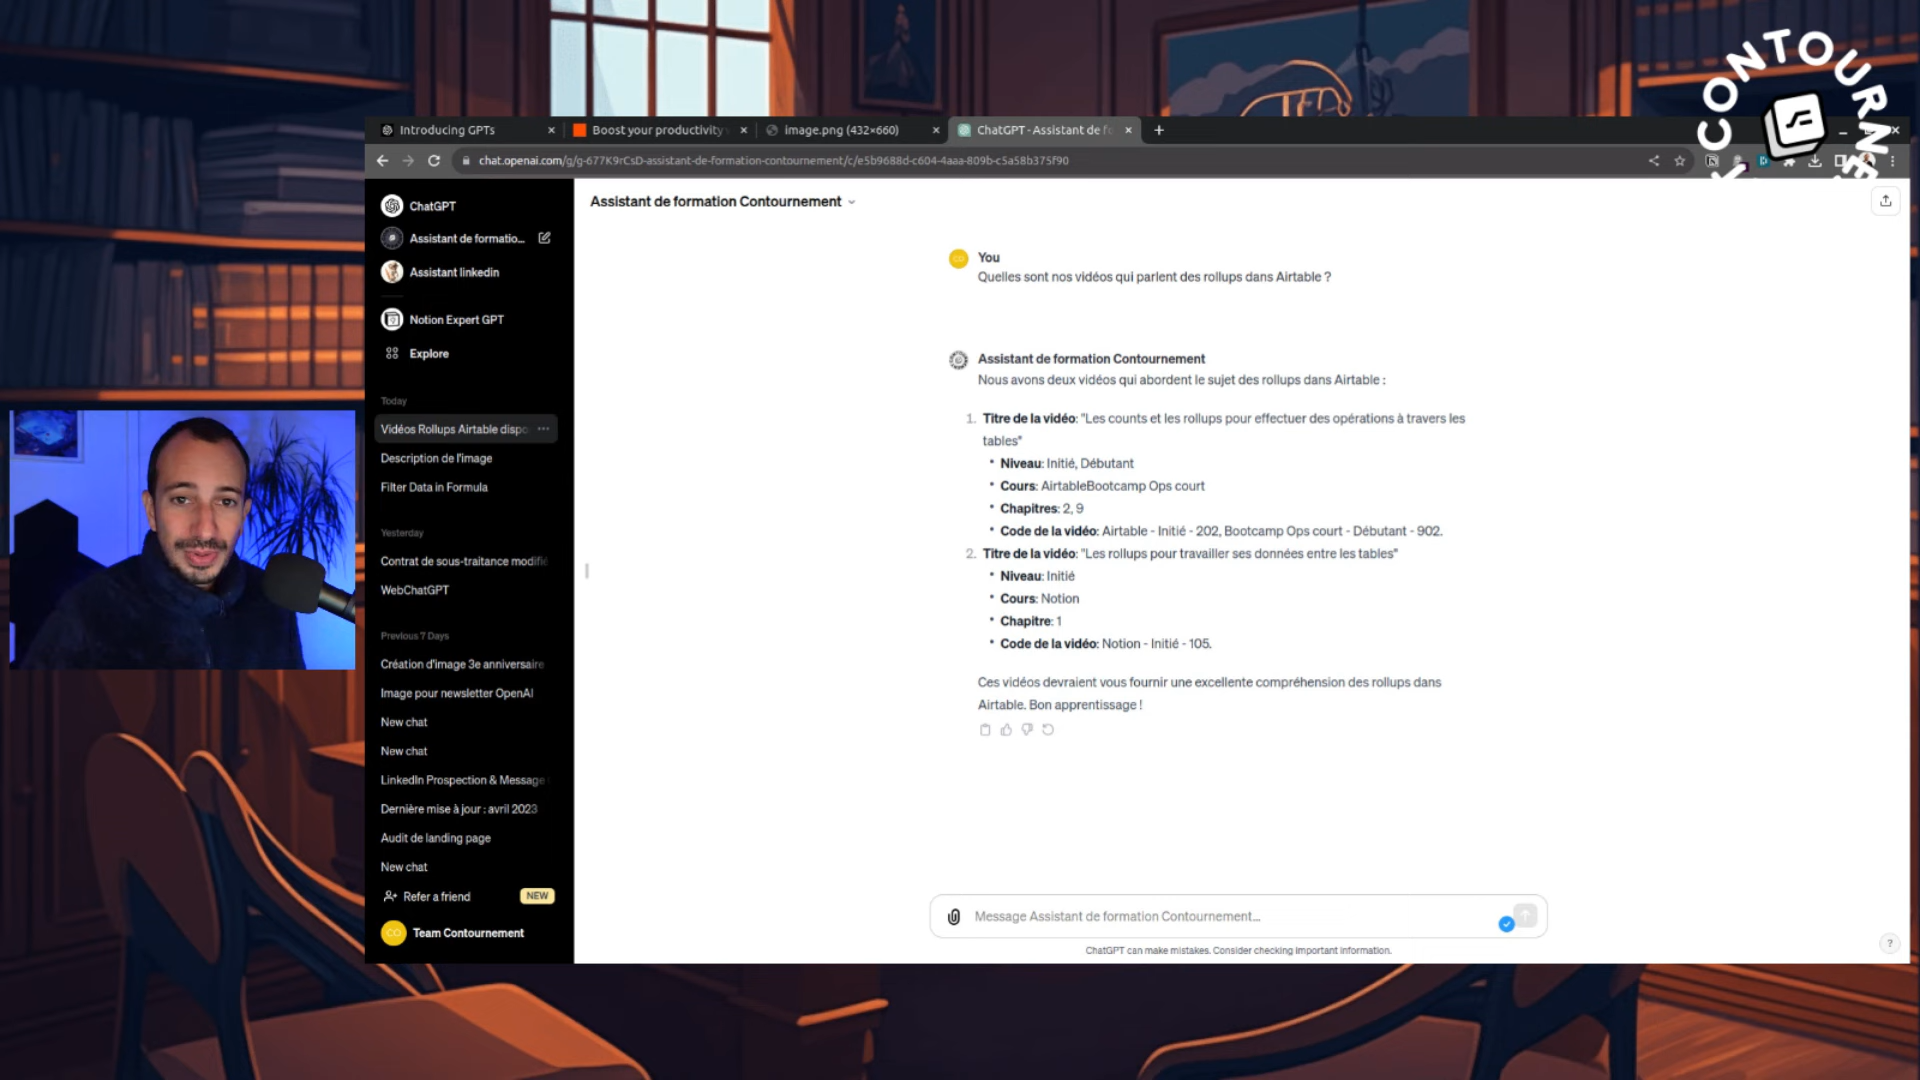 CONTOURNE
Introducing GPTs
Boost your productivity
image.png (432×660)
ChatGPT - Assistant de fo
chat.openai.com/g/g-677K9rCsD-assistant-de-formation-contournement/c/e5b9688d-c604-4aaa-809b-c5a58b375f90
ChatGPT
Assistant de formatio...
Assistant linkedin
Notion Expert GPT
Explore
Today
Vidéos Rollups Airtable dispo
Description de l'image
Filter Data in Formula
Yesterday
Contrat de sous-traitance modifié
WebChatGPT
Previous 7 Days
Création d'image 3e anniversaire
Image pour newsletter OpenAI
New chat
New chat
LinkedIn Prospection & Message
Dernière mise à jour : avril 2023
Audit de landing page
New chat
Refer a friend NEW
CO Team Contournement
Assistant de formation Contournement
CO You
Quelles sont nos vidéos qui parlent des rollups dans Airtable ?
Assistant de formation Contournement
Nous avons deux vidéos qui abordent le sujet des rollups dans Airtable :
1. Titre de la vidéo: "Les counts et les rollups pour effectuer des opérations à travers les
tables"
• Niveau: Initié, Débutant
• Cours: AirtableBootcamp Ops court
• Chapitres: 2, 9
• Code de la vidéo: Airtable - Initié - 202, Bootcamp Ops court - Débutant - 902.
2. Titre de la vidéo: "Les rollups pour travailler ses données entre les tables"
• Niveau: Initié
• Cours: Notion
• Chapitre: 1
• Code de la vidéo: Notion - Initié - 105.
Ces vidéos devraient vous fournir une excellente compréhension des rollups dans
Airtable. Bon apprentissage !
Message Assistant de formation Contournement...
ChatGPT can make mistakes. Consider checking important information.
?